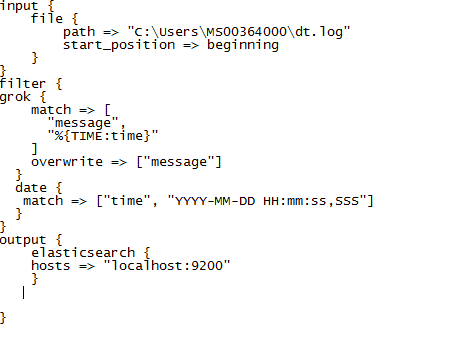 input {
    file {
        path => "C:\Users\MS00364000\dt.log"
        start_position => beginning
    }
}
filter {
grok {
    match => [
      "message",
      "%{TIME:time}"
    ]
    overwrite => ["message"]
  }
  date {
   match => ["time", "YYYY-MM-DD HH:mm:ss,SSS"]
  }
}
output {
    elasticsearch {
    hosts => "localhost:9200"
    }
}